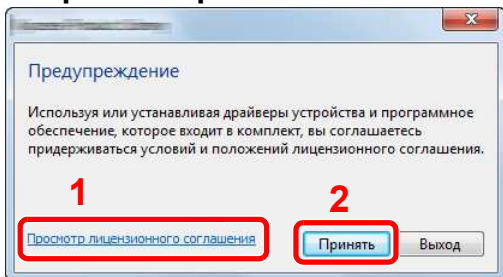 Предупреждение
Используя или устанавливая драйверы устройства и программное
обеспечение, которое входит в комплект, вы соглашаетесь
придерживаться условий и положений лицензионного соглашения.
1
2
Просмотр лицензионного соглашения
Принять
Выход